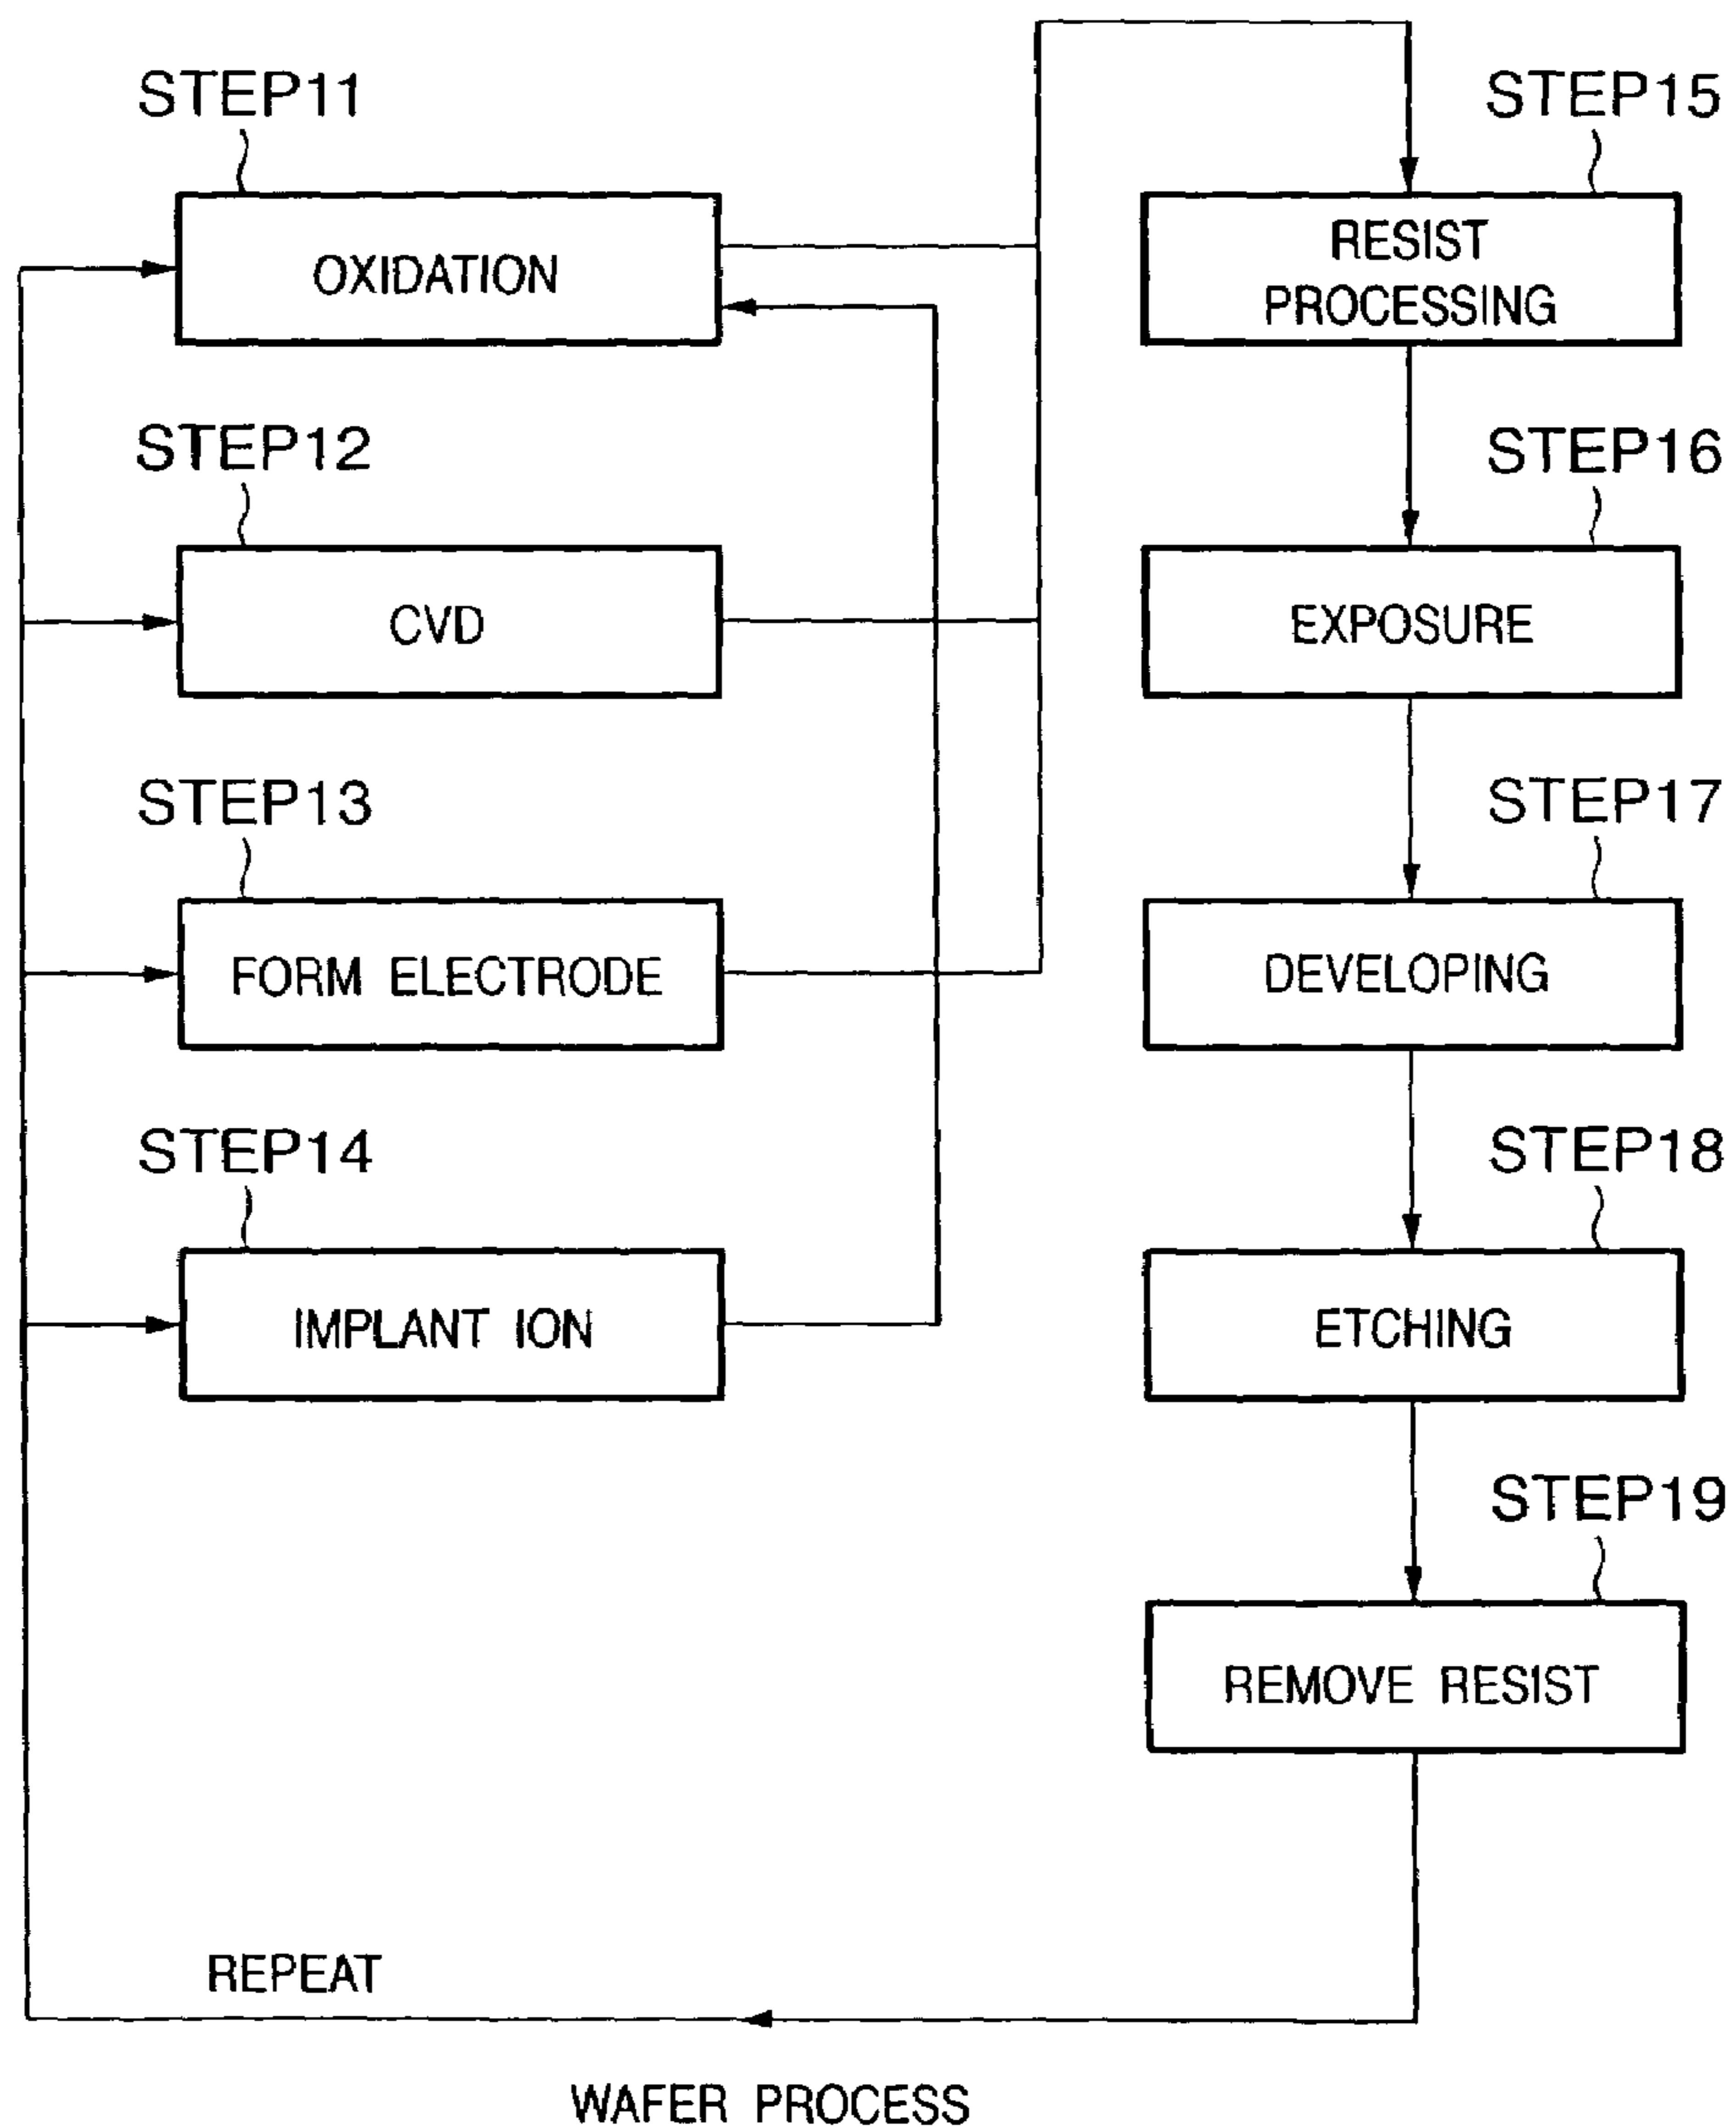 STEP11
OXIDATION
STEP12
CVD
STEP13
FORM ELECTRODE
STEP14
IMPLANT ION
STEP15
RESIST
PROCESSING
STEP16
EXPOSURE
STEP17
DEVELOPING
STEP18
ETCHING
STEP19
REMOVE RESIST
REPEAT
WAFER PROCESS